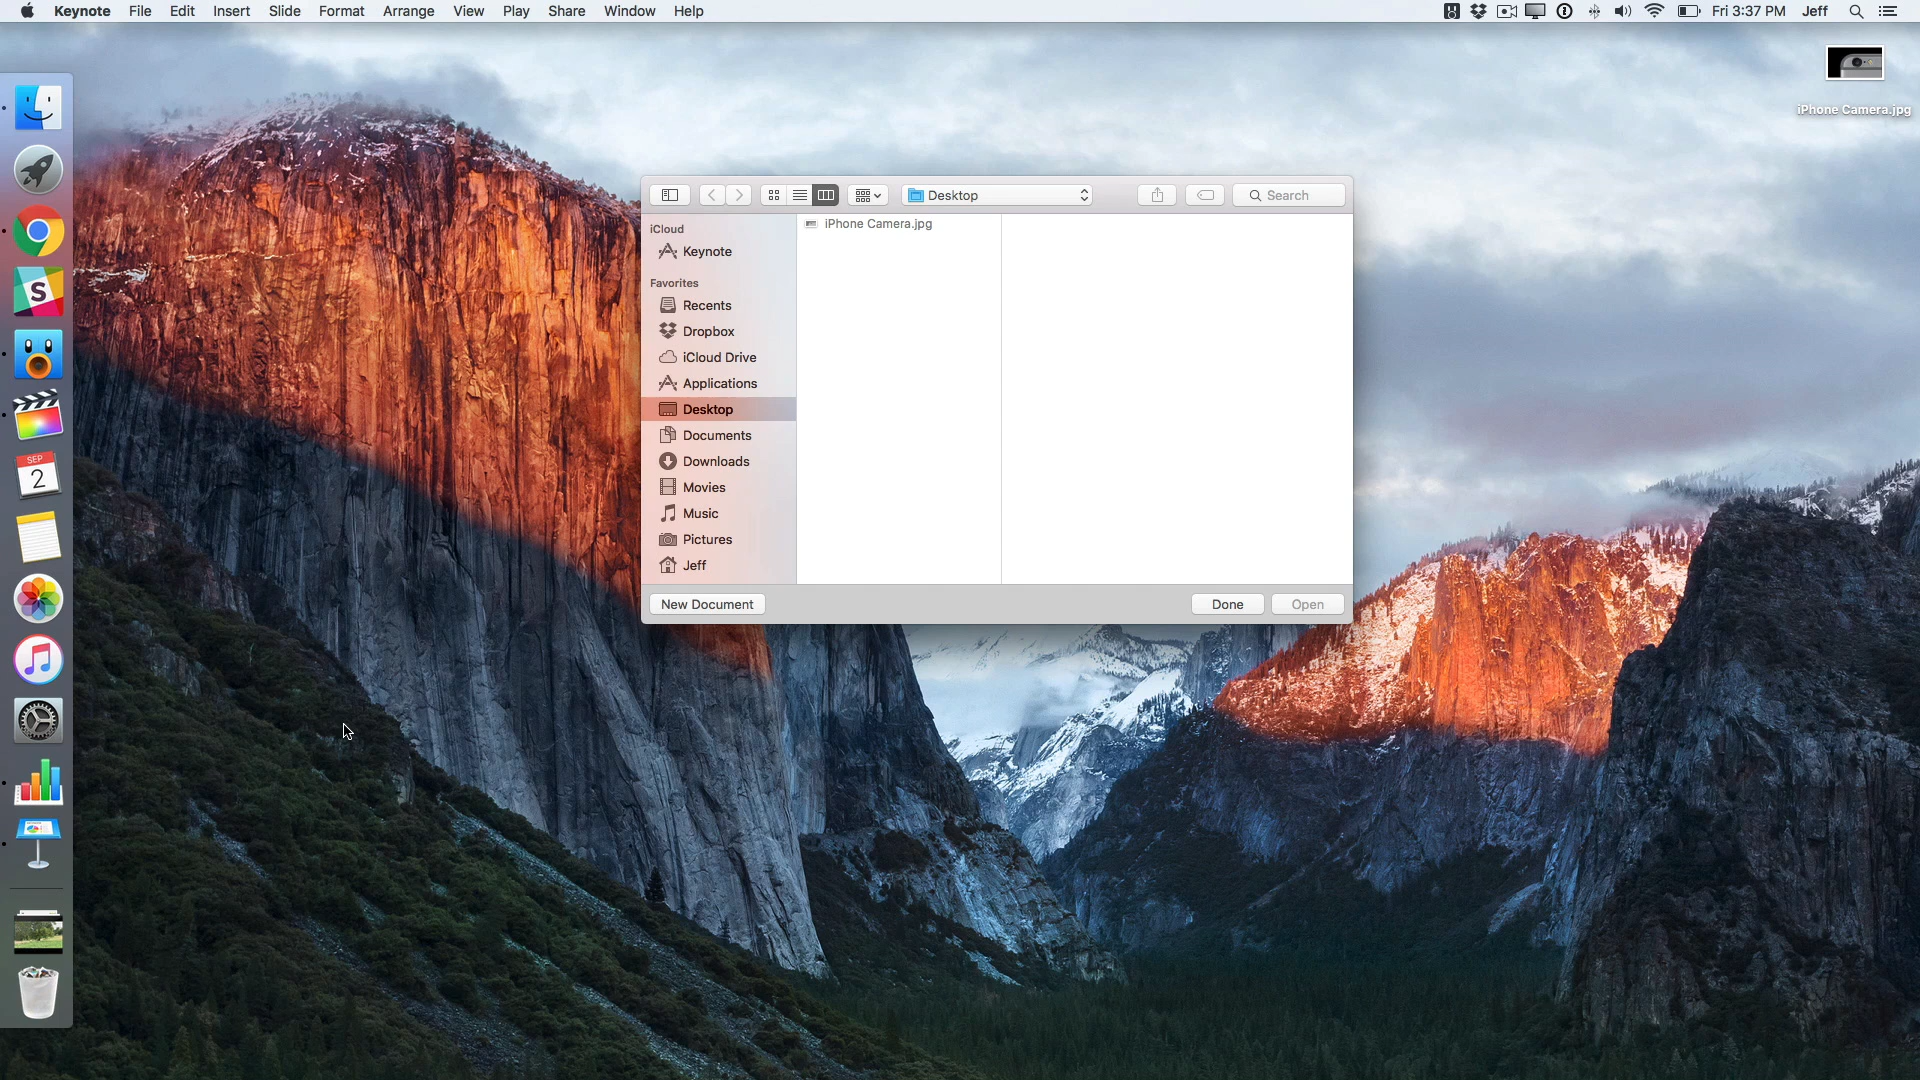 Keynote File Edit Insert Slide Format Arrange View Play Share Window Help
Fri 3:37 PM Jeff
iPhone Camera.jpg
Desktop
Search
iCloud
Keynote
Favorites
Recents
Dropbox
iCloud Drive
Applications
Desktop
Documents
Downloads
Movies
Music
Pictures
Jeff
iPhone Camera.jpg
New Document
Done
Open
S
SEP
2